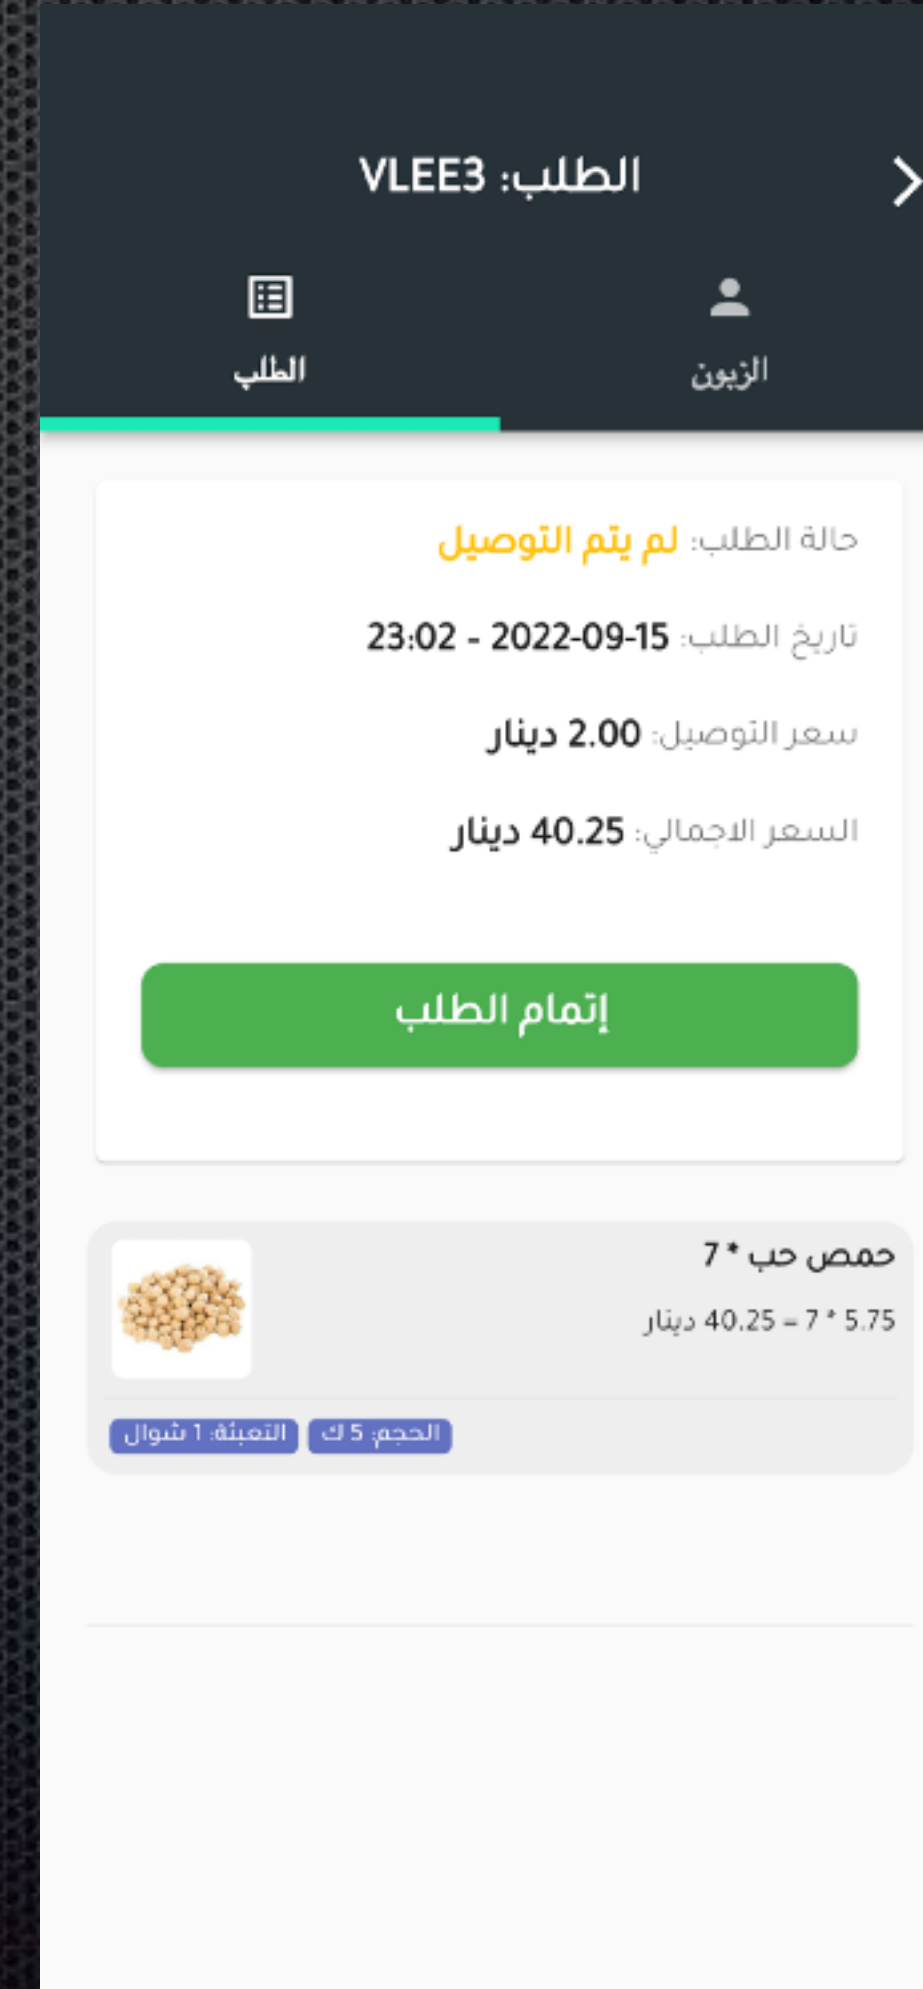 الطلب: VLEE3
الزبون
الطلب
حالة الطلب: لم يتم التوصيل
تاريخ الطلب: 2022-09-15 - 23:02
سعر التوصيل: 2.00 دينار
السعر الاجمالي: 40.25 دينار
إتمام الطلب
حمص حب * 7
5.75 * 7 = 40.25 دينار
الحجم: 5 ك
التعبئة: 1 شوال